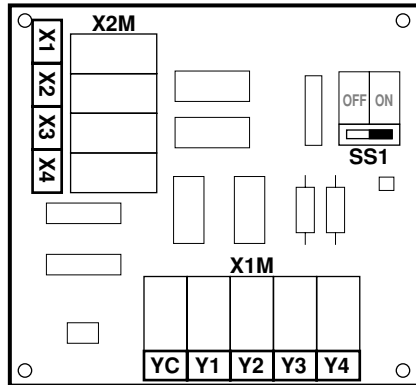 X2M
X1
X2
X3
X4
OFF ON
SS1
X1M
YC Y1 Y2 Y3 Y4